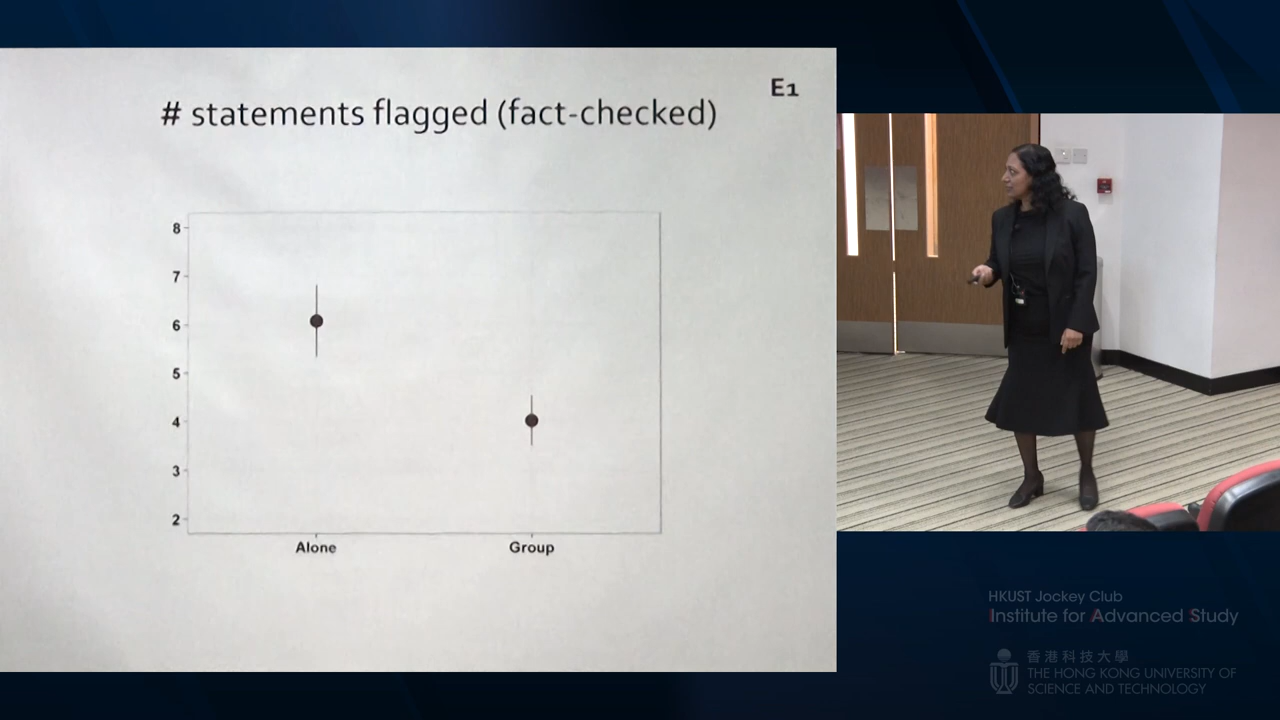 E1
# statements flagged (fact-checked)
8
7
6
5
4
3
2
Alone
Group
HKUST Jockey Club
Institute for Advanced Study
香港科技大學
THE HONG KONG UNIVERSITY OF
SCIENCE AND TECHNOLOGY